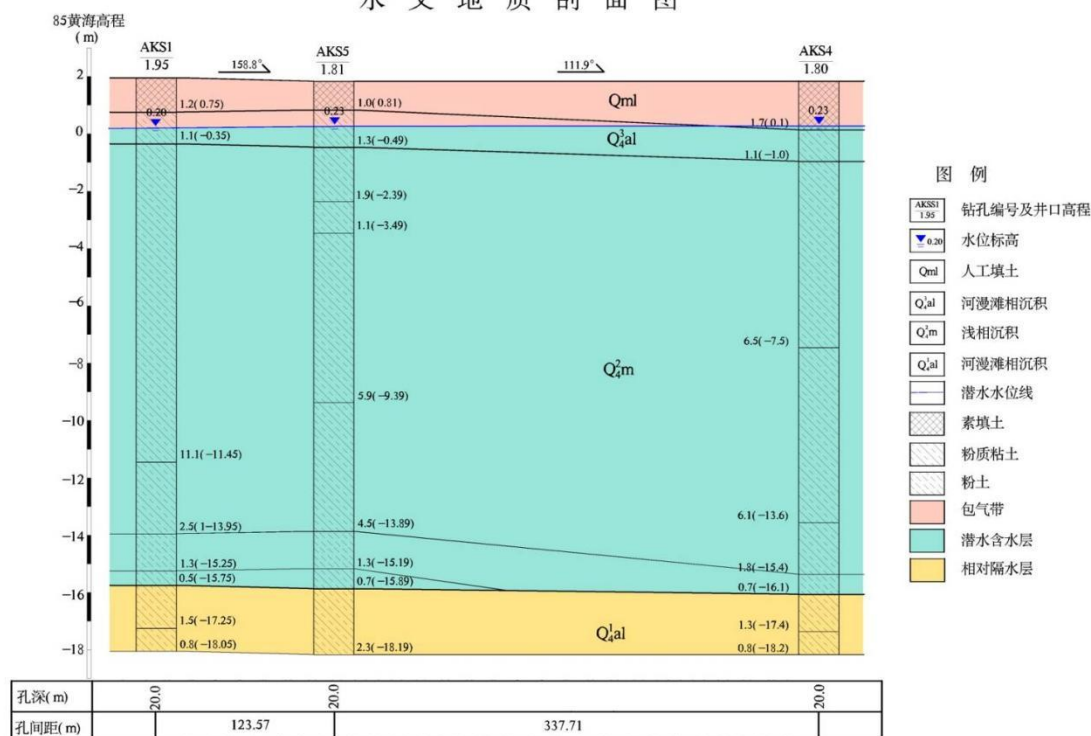 水文地质剖面图
85黄海高程
(m)
AKS1
1.95
158.8°
AKS5
1.81
111.9°
AKS4
1.80
2
0
-2
-4
-6
-8
-10
-12
-14
-16
-18
0.20
1.2(0.75)
1.1(-0.35)
11.1(-11.45)
2.5(1-13.95)
1.3(-15.25)
0.5(-15.75)
1.5(-17.25)
0.8(-18.05)
0.23
1.0(0.81)
1.3(-0.49)
1.9(-2.39)
1.1(-3.49)
5.9(-9.39)
4.5(-13.89)
1.3(-15.19)
0.7(-15.89)
2.3(-18.19)
Qml
Q₄³al
Q₄²m
Q₄¹al
0.23
1.7(0.1)
1.1(-1.0)
6.5(-7.5)
6.1(-13.6)
1.8(-15.4)
0.7(-16.1)
1.3(-17.4)
0.8(-18.2)
图例
AKSS1
1.95
钻孔编号及井口高程
0.20 水位标高
Qml 人工填土
Q₄³al 河漫滩相沉积
Q₄²m 浅相沉积
Q₄¹al 河漫滩相沉积
潜水水位线
素填土
粉质粘土
粉土
包气带
潜水含水层
相对隔水层
孔深(m) 20.0 20.0 20.0
孔间距(m) 123.57 337.71